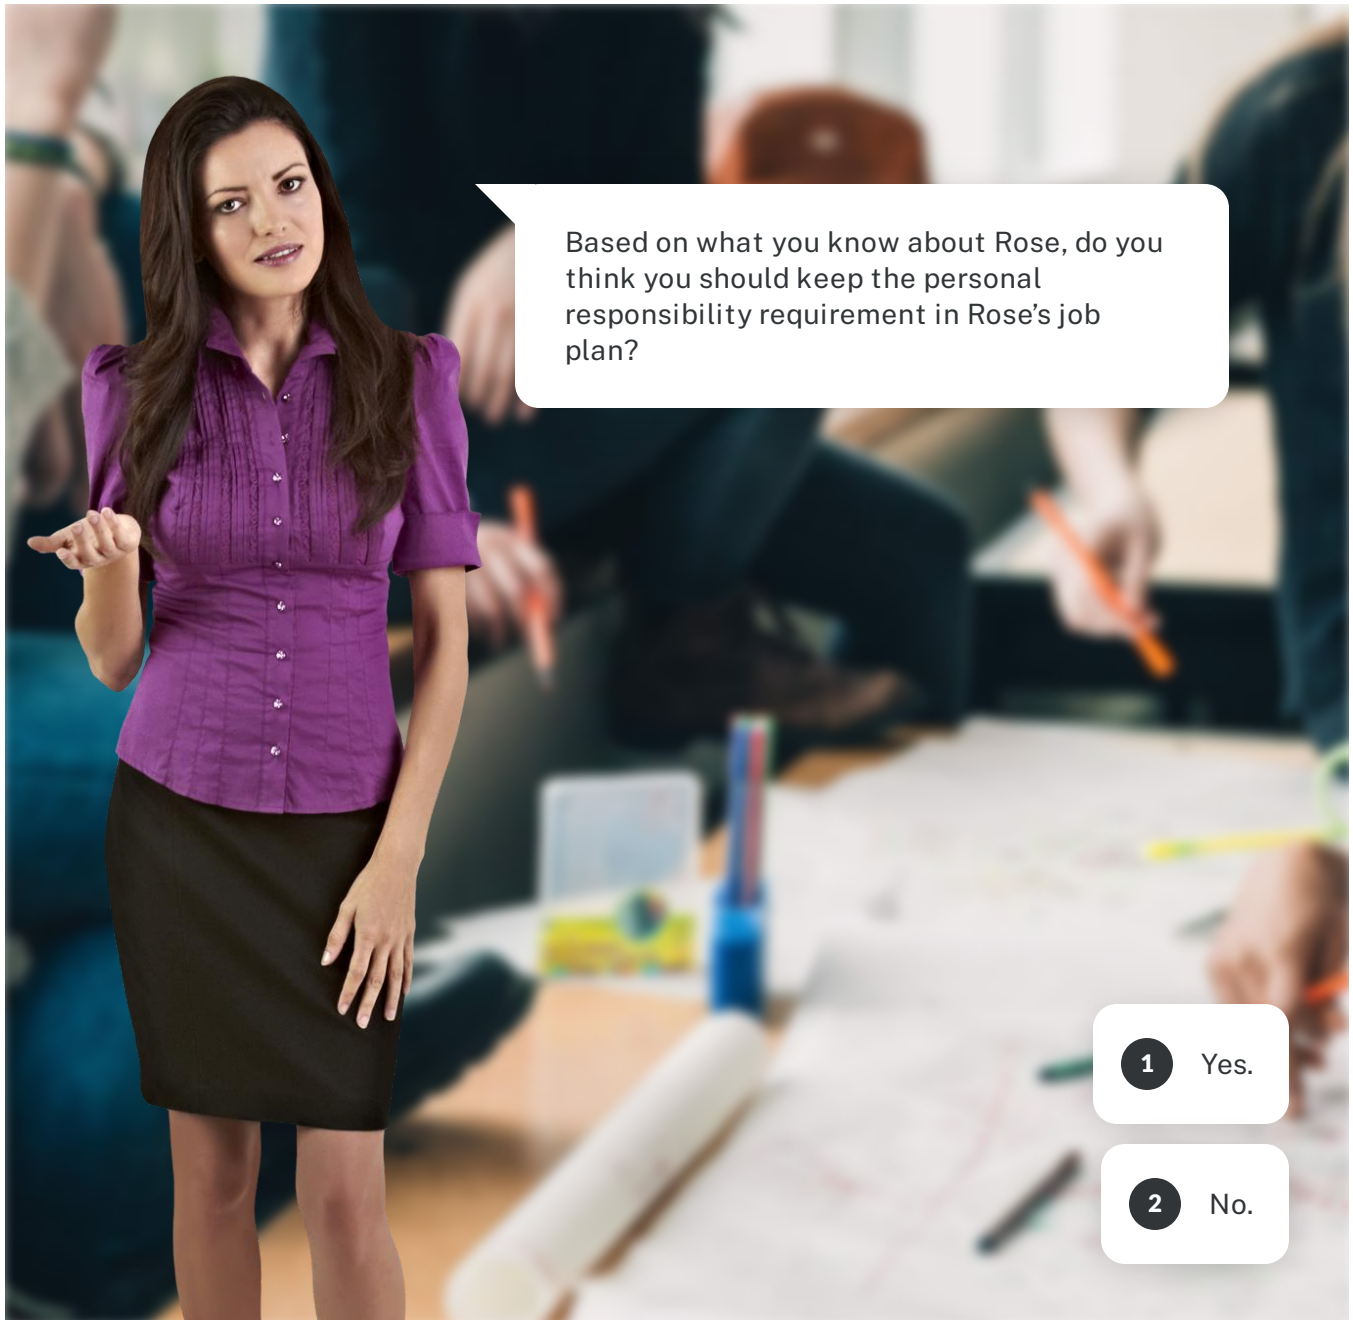 Based on what you know about Rose, do you
think you should keep the personal
responsibility requirement in Rose’s job
plan?
1 Yes.
2 No.